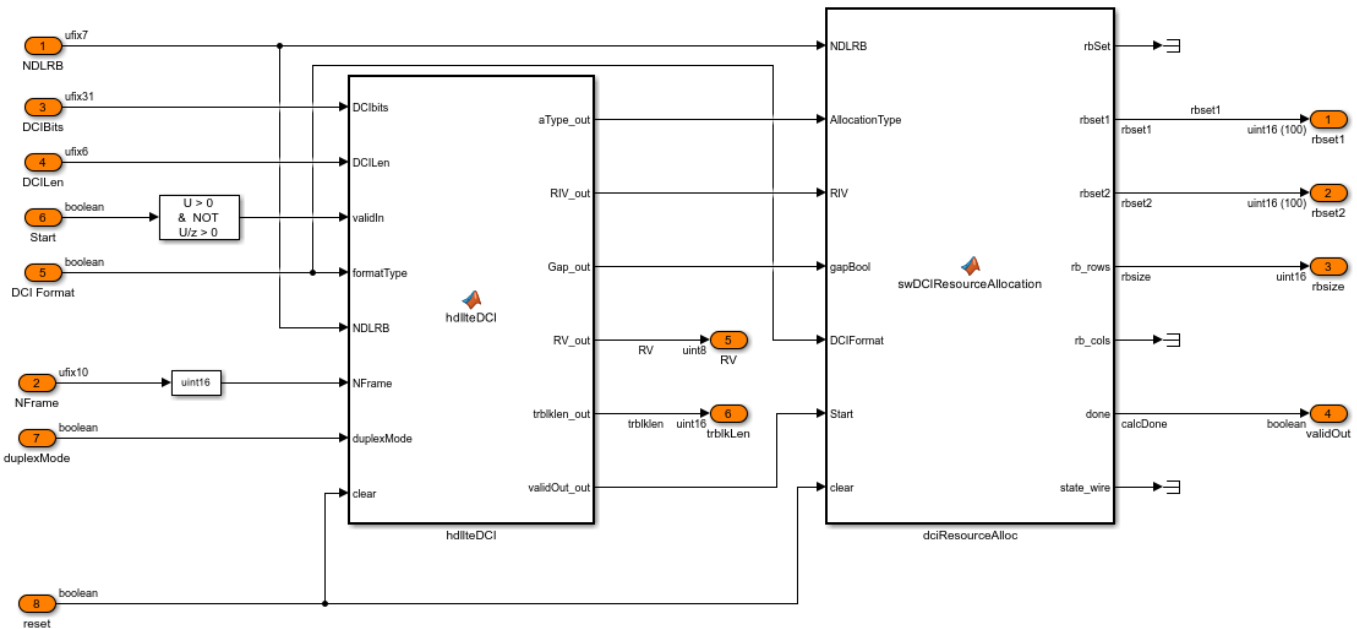 1
ufix7
NDLRB
3
ufix31
DCIBits
4
ufix6
DCILen
6
boolean
Start
U > 0
& NOT
U/z > 0
5
boolean
DCI Format
2
ufix10
NFrame
uint16
7
boolean
duplexMode
8
boolean
reset
DCIbits
DCILen
validIn
formatType
NDLRB
NFrame
duplexMode
clear
hdllteDCI
aType_out
RIV_out
Gap_out
RV_out
trblklen_out
validOut_out
hdllteDCI
RV
uint8
5
RV
trblklen
uint16
6
trblkLen
NDLRB
AllocationType
RIV
gapBool
DCIFormat
Start
clear
swDCIResourceAllocation
rbSet
rbset1
rbset2
rb_rows
rb_cols
done
state_wire
dciResourceAlloc
rbset1
rbset1
uint16 (100)
1
rbset1
rbset2
uint16 (100)
2
rbset2
rbsize
uint16
3
rbsize
calcDone
boolean
4
validOut